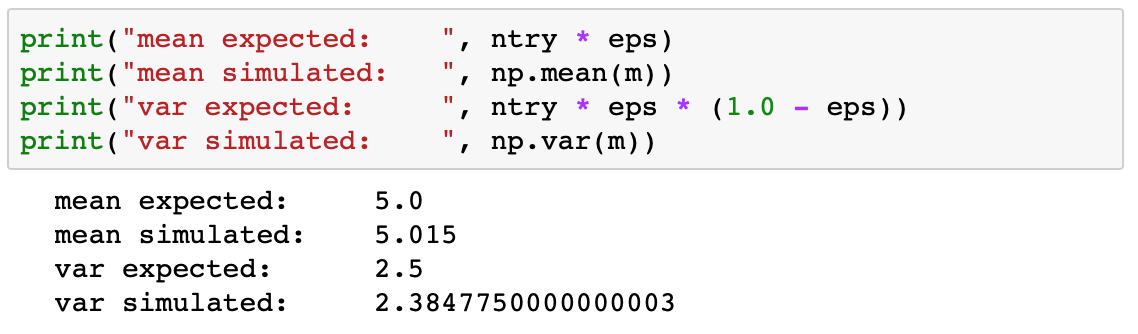 print("mean expected:    ", ntry * eps)
print("mean simulated:   ", np.mean(m))
print("var expected:     ", ntry * eps * (1.0 - eps))
print("var simulated:    ", np.var(m))
mean expected:     5.0
mean simulated:    5.015
var expected:      2.5
var simulated:     2.3847750000000003